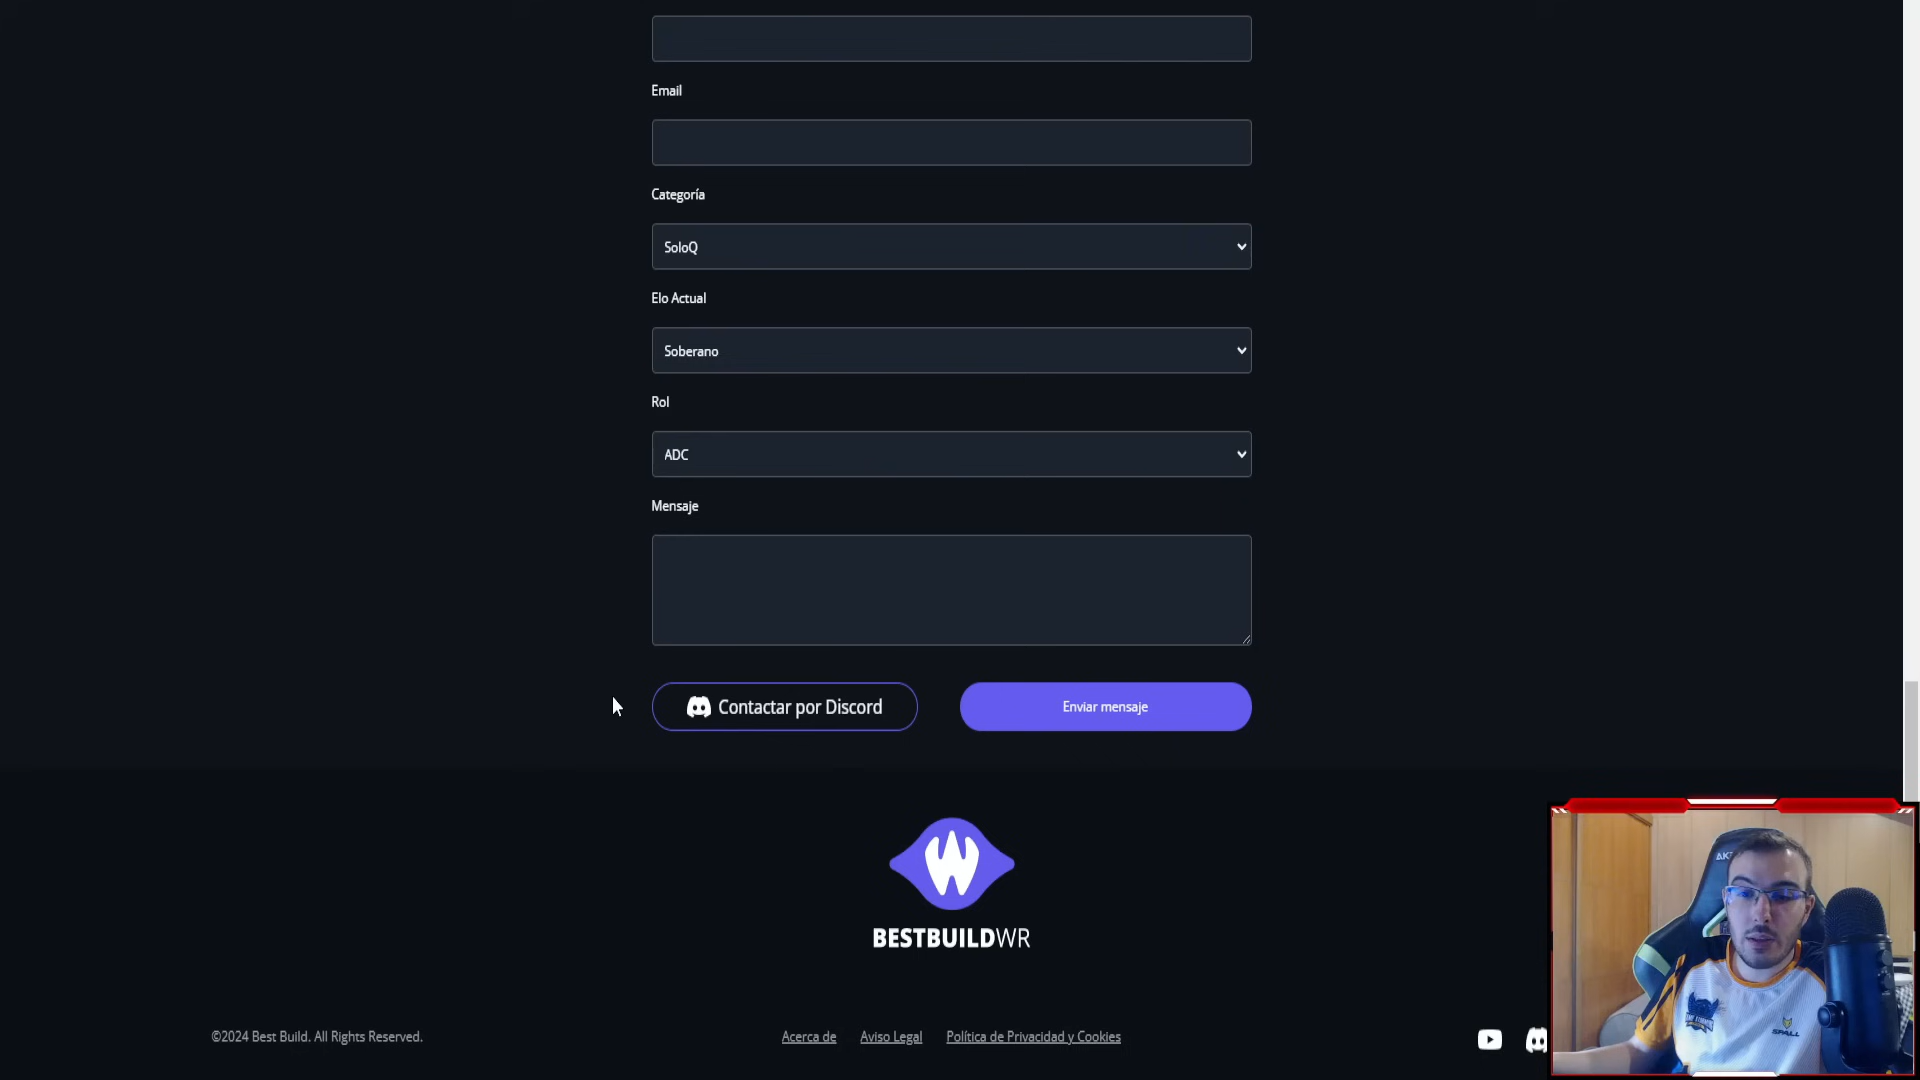 Email
Categoría
SoloQ
Elo Actual
Soberano
Rol
ADC
Mensaje
Contactar por Discord
Enviar mensaje
W
BESTBUILDWR
©2024 Best Build. All Rights Reserved.
Acerca de
Aviso Legal
Política de Privacidad y Cookies
SPALL